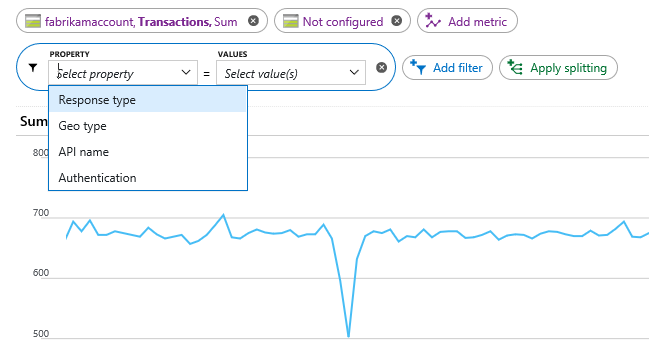 fabrikamaccount, Transactions, Sum
Not configured
Add metric
PROPERTY
VALUES
Select property
=
Select value(s)
Add filter
Apply splitting
Response type
Geo type
API name
Authentication
Sum
800
700
600
500